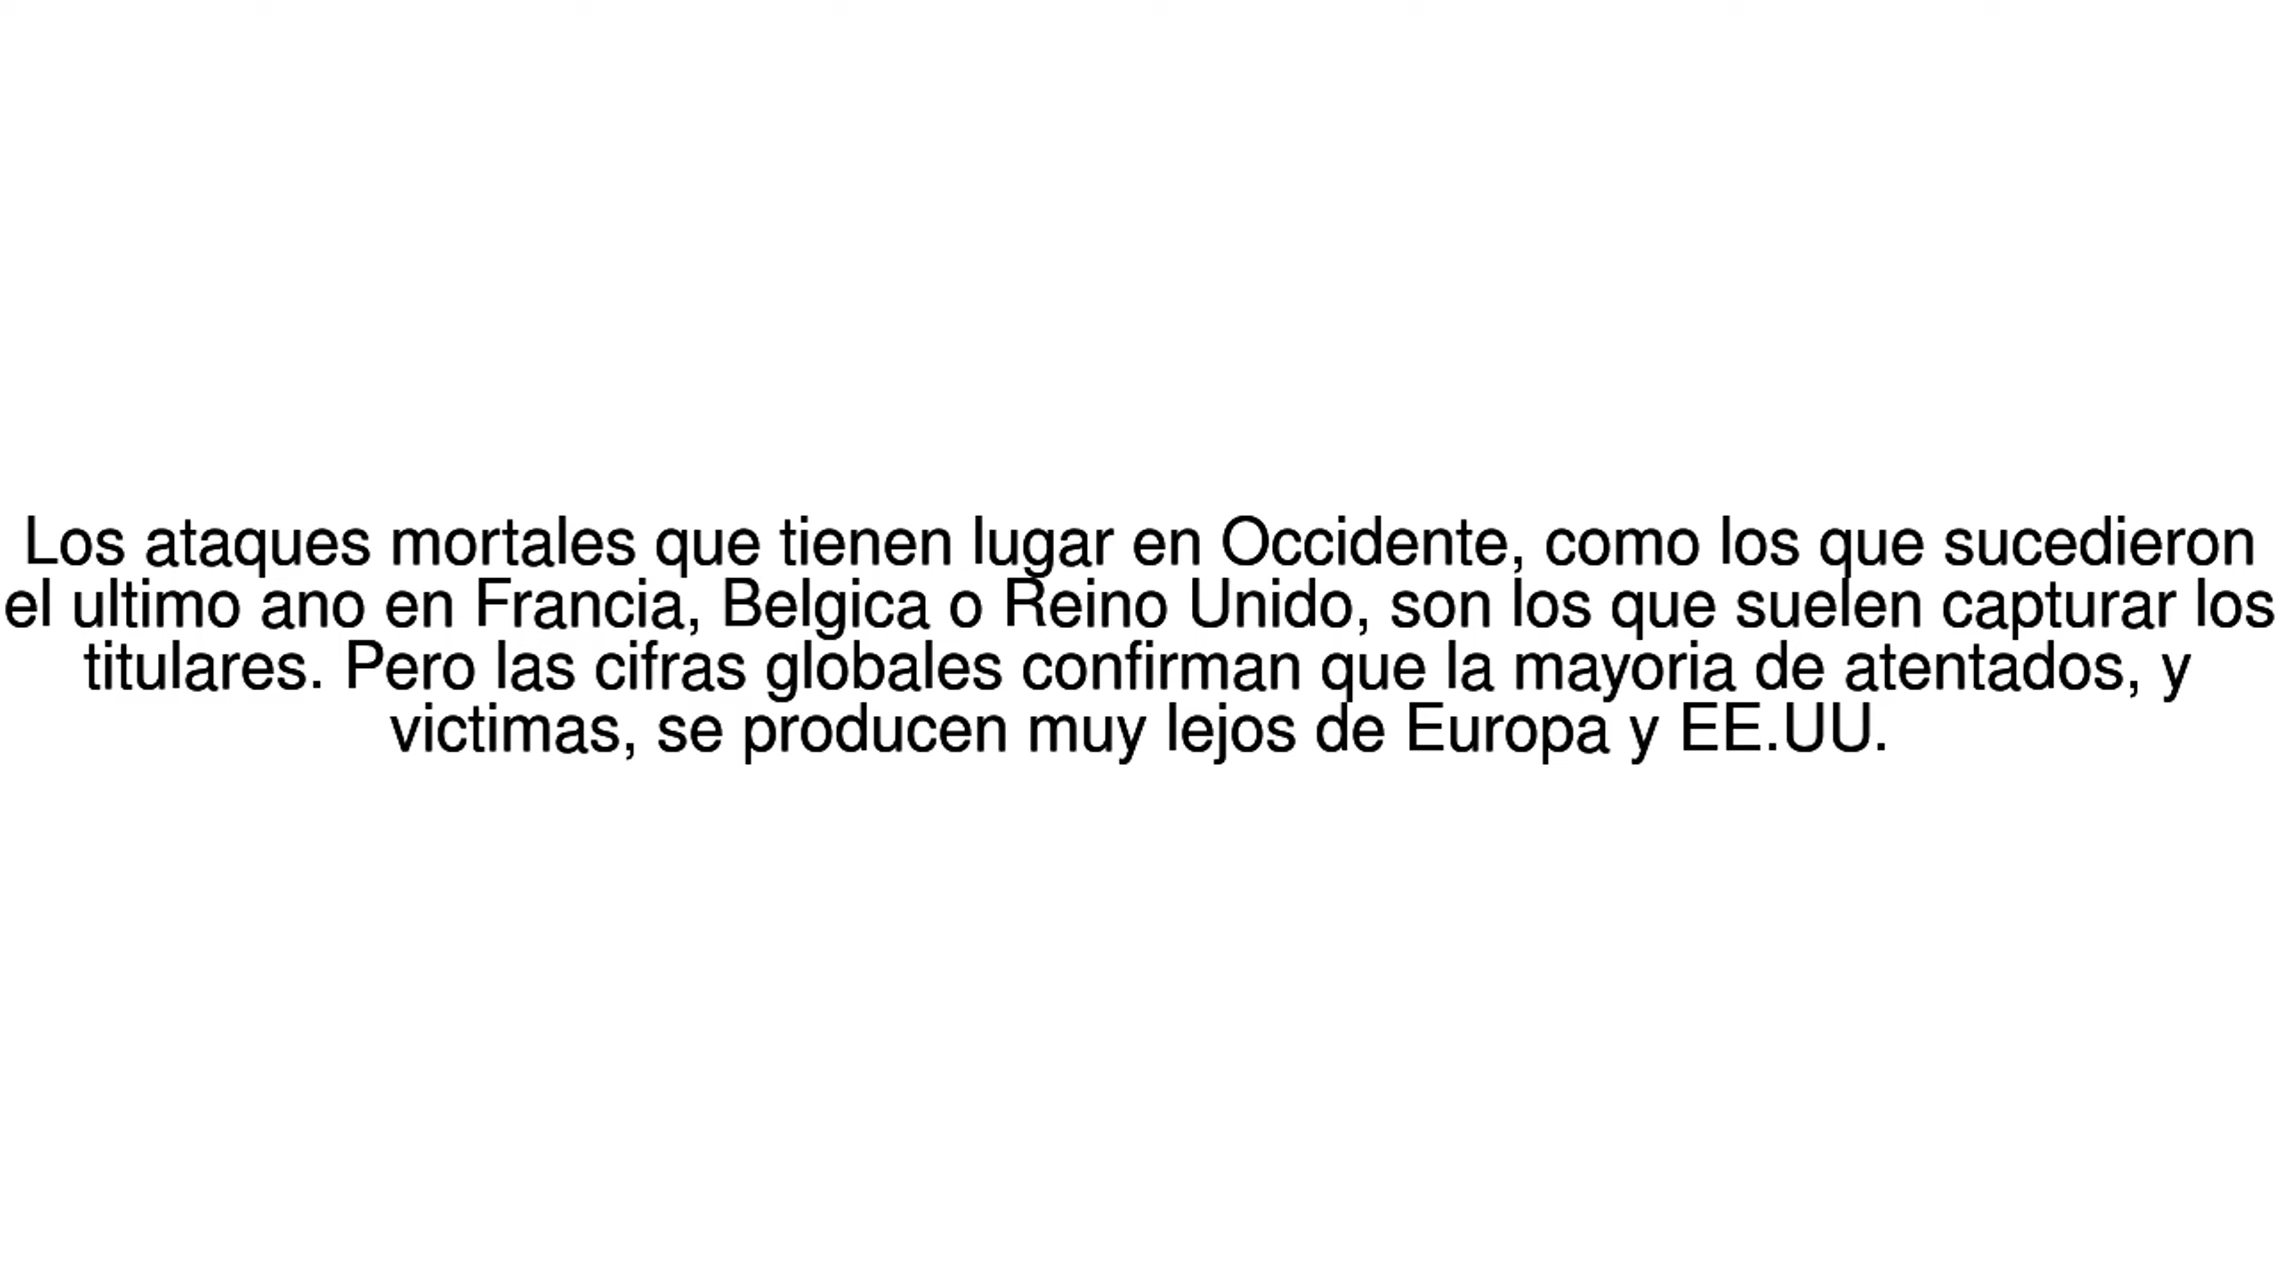 Los ataques mortales que tienen lugar en Occidente, como los que sucedieron
el ultimo ano en Francia, Belgica o Reino Unido, son los que suelen capturar los
titulares. Pero las cifras globales confirman que la mayoria de atentados, y
victimas, se producen muy lejos de Europa y EE.UU.